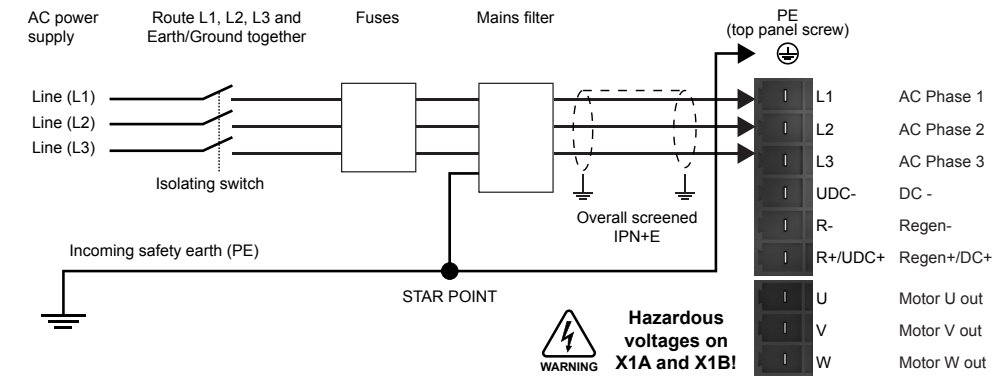 AC power
supply
Route L1, L2, L3 and
Earth/Ground together
Fuses
Mains filter
PE
(top panel screw)
Line (L1)
Line (L2)
Line (L3)
Isolating switch
Overall screened
IPN+E
Incoming safety earth (PE)
STAR POINT
WARNING
Hazardous
voltages on
X1A and X1B!
L1 AC Phase 1
L2 AC Phase 2
L3 AC Phase 3
UDC- DC -
R- Regen-
R+/UDC+ Regen+/DC+
U Motor U out
V Motor V out
W Motor W out